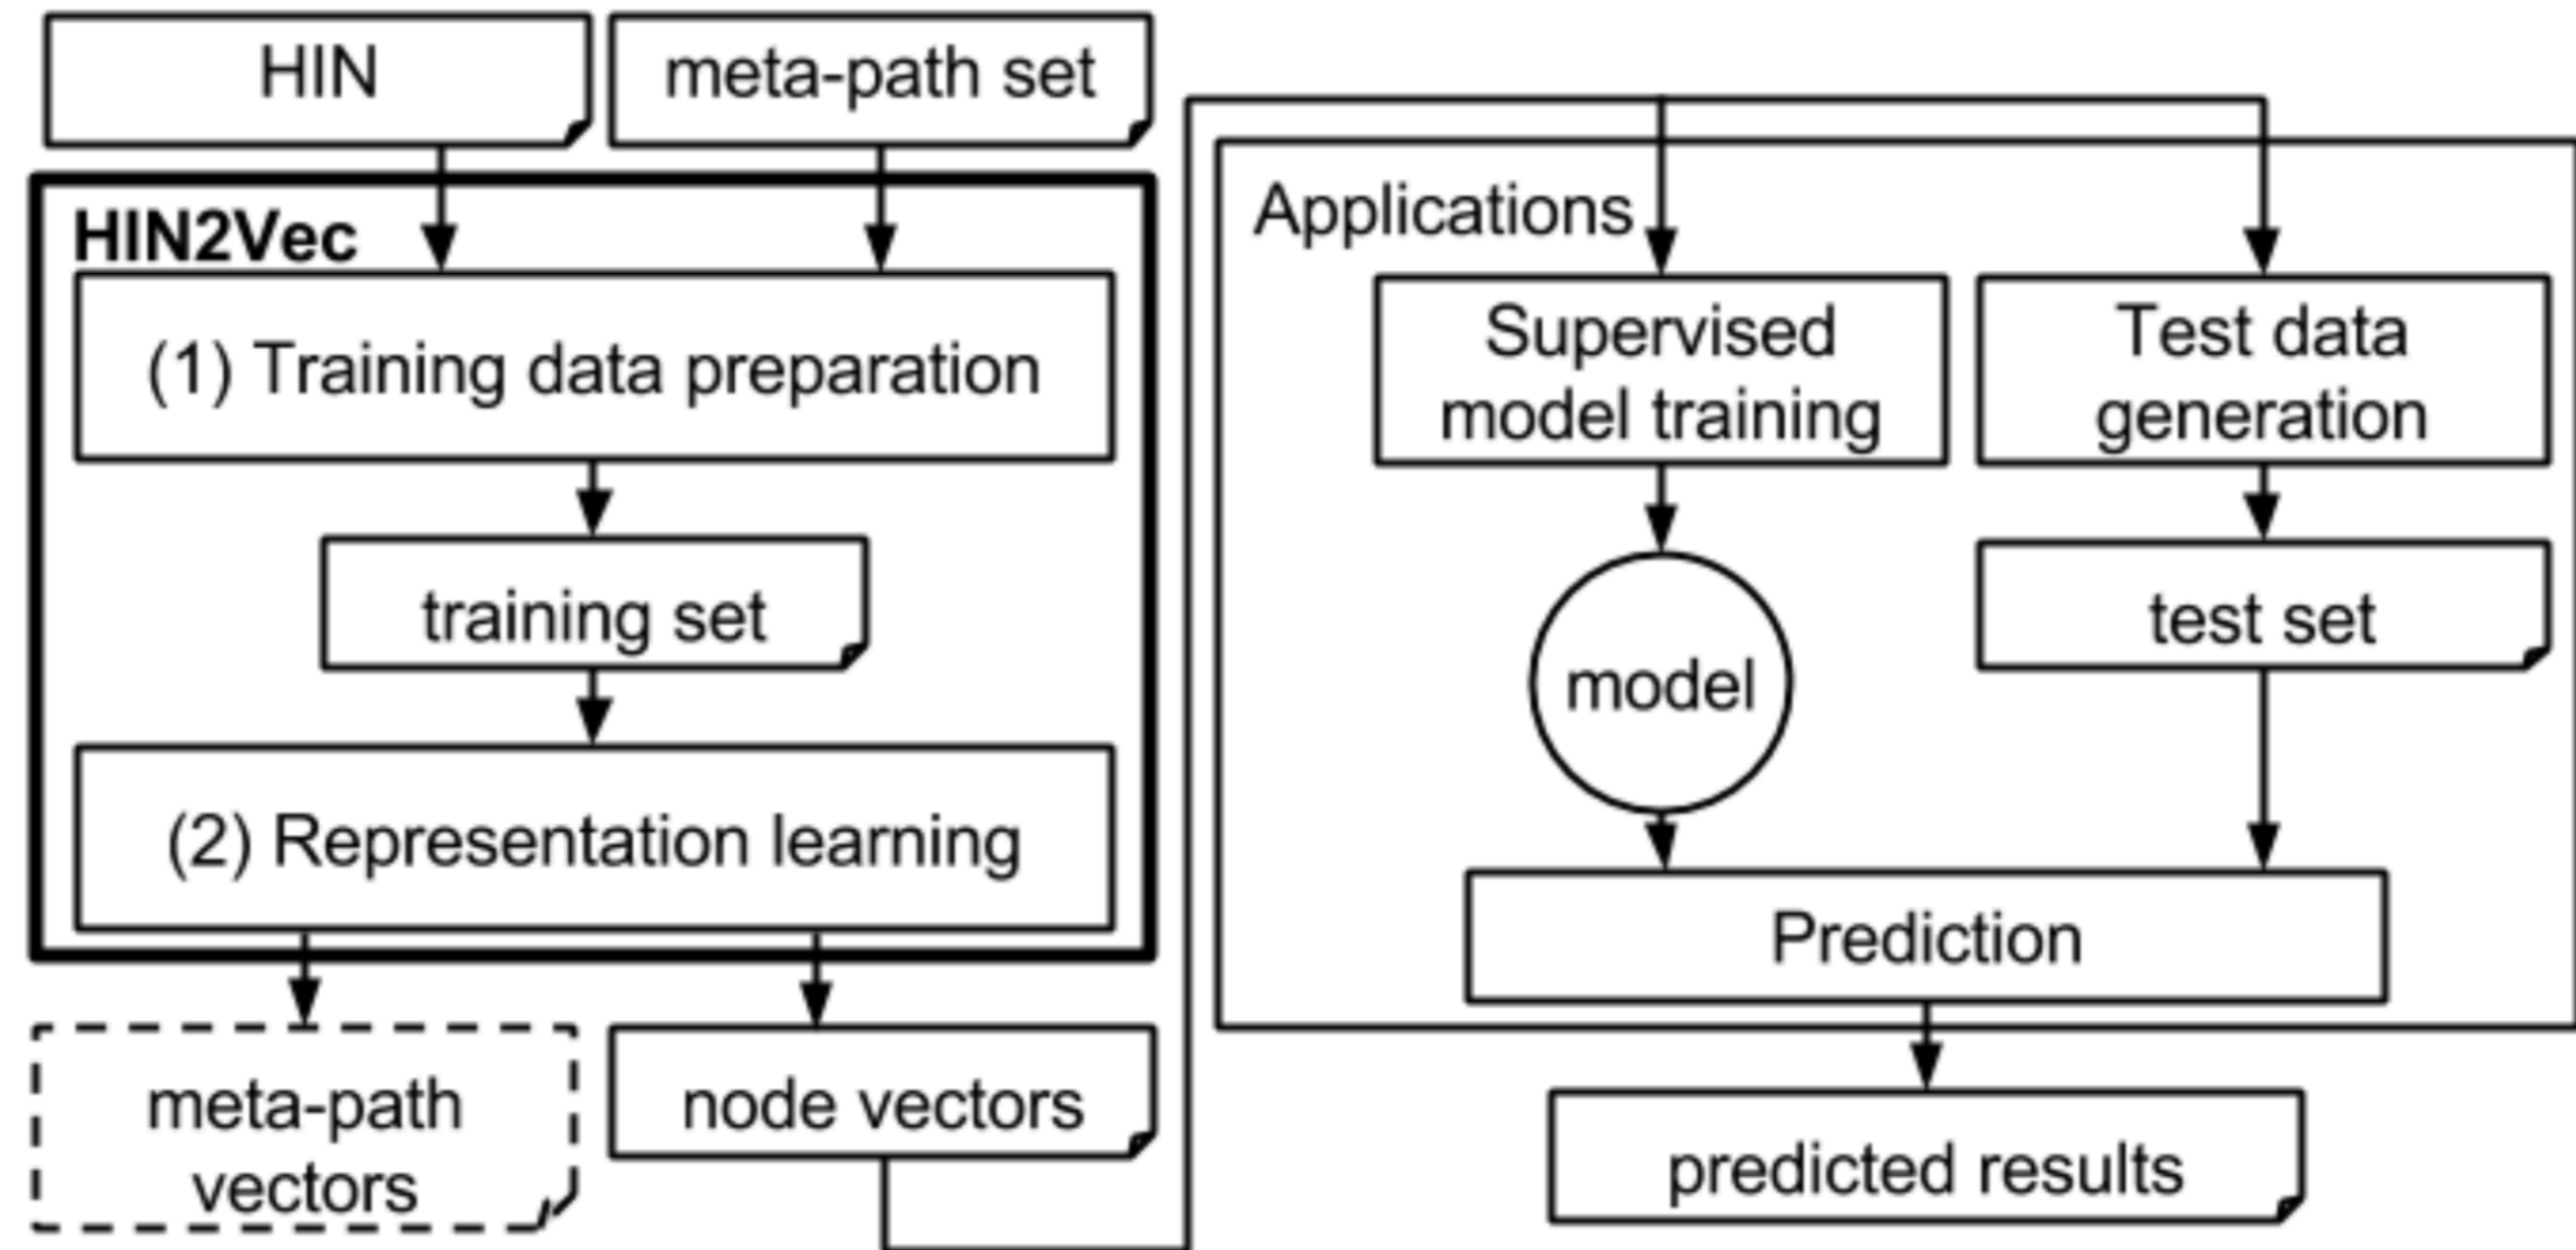 HIN
meta-path set
HIN2Vec
(1) Training data preparation
training set
(2) Representation learning
meta-path
vectors
node vectors
Applications
Supervised
model training
Test data
generation
model
test set
Prediction
predicted results